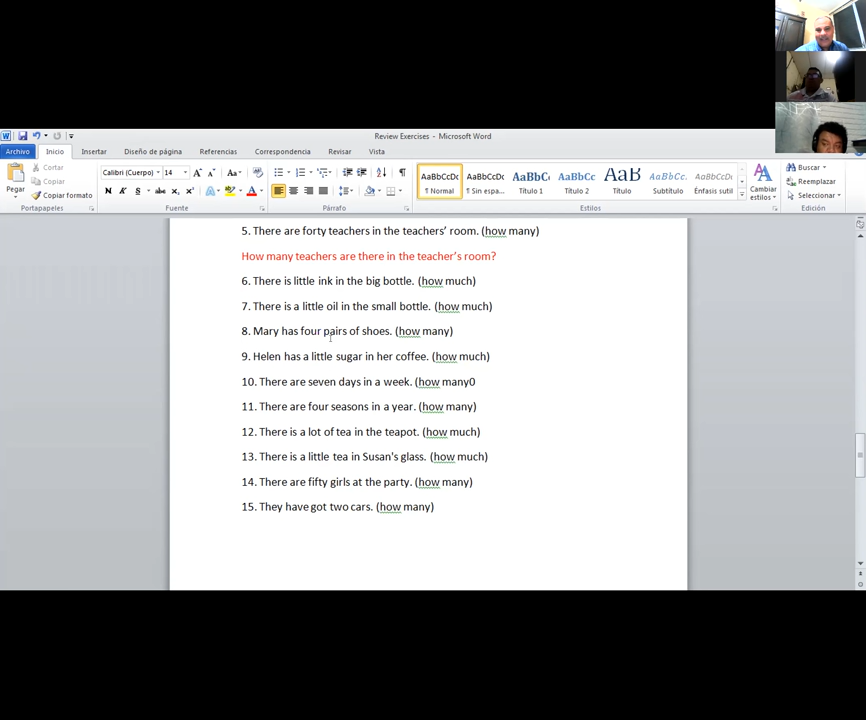 Review Exercises - Microsoft Word
Archivo Inicio Insertar Diseño de página Referencias Correspondencia Revisar Vista
Pegar
Cortar
Copiar
Copiar formato
Portapapeles
Calibri (Cuerpo) 14
N K S abc x₂ x²
Fuente
Párrafo
AaBbCcDc AaBbCcDc AaBbC AaBbCc AaB AaBbCc. AaBbCcDc
¶ Normal ¶ Sin espa... Título 1 Título 2 Título Subtítulo Énfasis sutil
Estilos
Cambiar estilos
Buscar
Reemplazar
Seleccionar
Edición
5. There are forty teachers in the teachers’ room. (how many)
How many teachers are there in the teacher’s room?
6. There is little ink in the big bottle. (how much)
7. There is a little oil in the small bottle. (how much)
8. Mary has four pairs of shoes. (how many)
9. Helen has a little sugar in her coffee. (how much)
10. There are seven days in a week. (how many0
11. There are four seasons in a year. (how many)
12. There is a lot of tea in the teapot. (how much)
13. There is a little tea in Susan's glass. (how much)
14. There are fifty girls at the party. (how many)
15. They have got two cars. (how many)